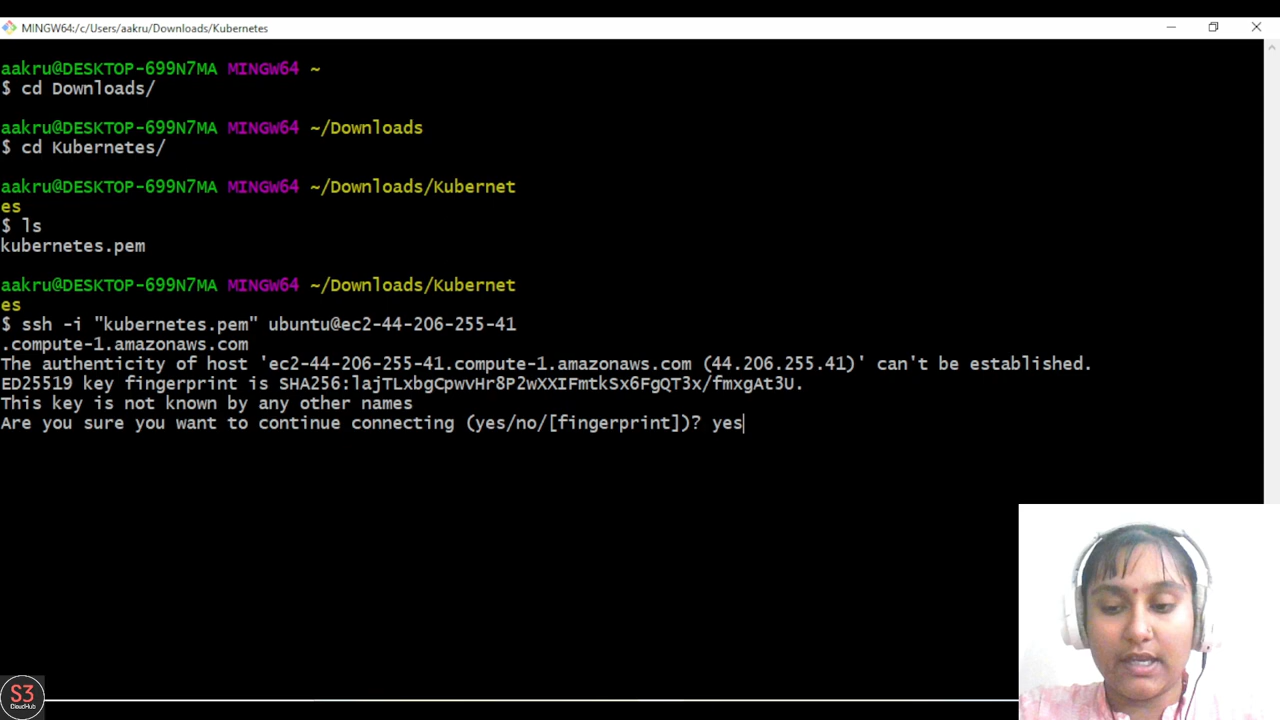 MINGW64:/c/Users/aakru/Downloads/Kubernetes
aakru@DESKTOP-699N7MA MINGW64 ~
$ cd Downloads/
aakru@DESKTOP-699N7MA MINGW64 ~/Downloads
$ cd Kubernetes/
aakru@DESKTOP-699N7MA MINGW64 ~/Downloads/Kubernet
es
$ ls
kubernetes.pem
aakru@DESKTOP-699N7MA MINGW64 ~/Downloads/Kubernet
es
$ ssh -i "kubernetes.pem" ubuntu@ec2-44-206-255-41
.compute-1.amazonaws.com
The authenticity of host 'ec2-44-206-255-41.compute-1.amazonaws.com (44.206.255.41)' can't be established.
ED25519 key fingerprint is SHA256:lajTLxbgCpwvHr8P2wXXIFmtkSx6FgQT3x/fmxgAt3U.
This key is not known by any other names
Are you sure you want to continue connecting (yes/no/[fingerprint])? yes
S3
CloudHub